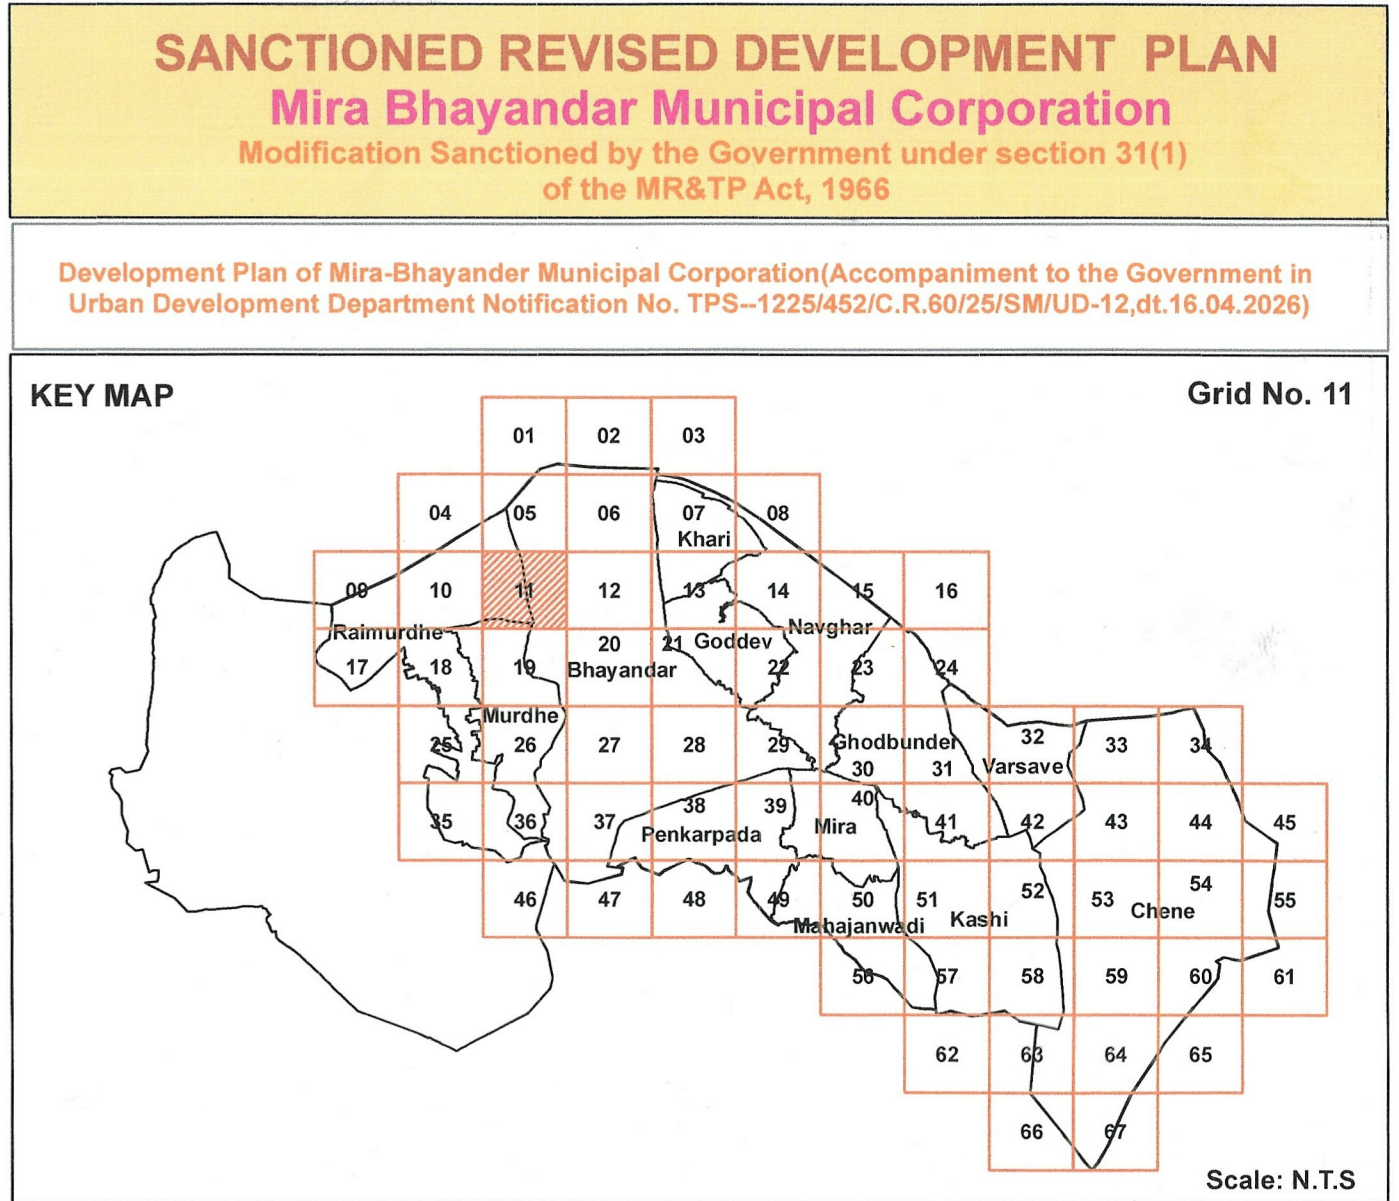 SANCTIONED REVISED DEVELOPMENT PLAN
Mira Bhayandar Municipal Corporation
Modification Sanctioned by the Government under section 31(1)
of the MR&TP Act, 1966
Development Plan of Mira-Bhayander Municipal Corporation(Accompaniment to the Government in
Urban Development Department Notification No. TPS--1225/452/C.R.60/25/SM/UD-12,dt.16.04.2026)
KEY MAP
Grid No. 11
01 02 03
04 05 06 07 08
Khari
09 10 11 12 13 14 15 16
Raimurdhe Navghar
20 21 Goddev
17 18 19 Bhayandar 22 23 24
Murdhe
25 26 27 28 29 Ghodbunder 32 33 34
30 31 Varsave
35 36 37 38 39 40 41 42 43 44 45
Penkarpada Mira
46 47 48 49 50 51 52 53 54 55
Mahajanwadi Kashi Chene
56 57 58 59 60 61
62 63 64 65
66 67
Scale: N.T.S